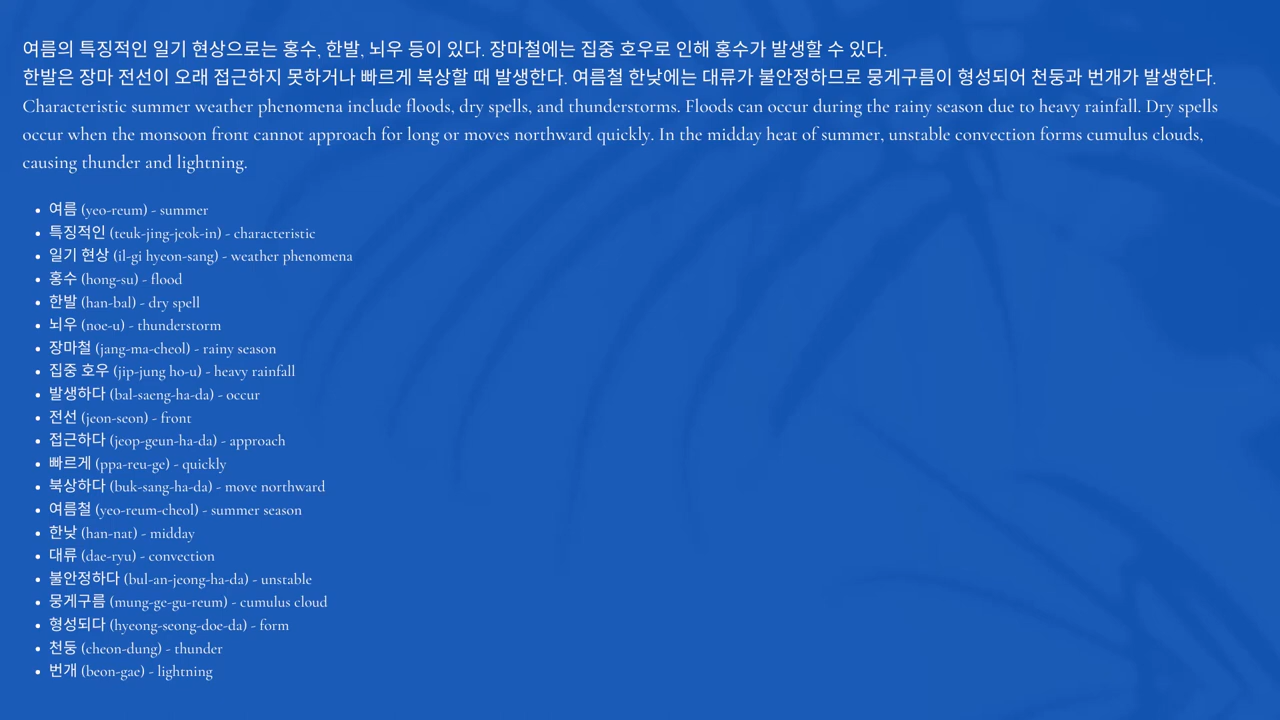 여름의 특징적인 일기 현상으로는 홍수, 한발, 뇌우 등이 있다. 장마철에는 집중 호우로 인해 홍수가 발생할 수 있다.
한발은 장마 전선이 오래 접근하지 못하거나 빠르게 북상할 때 발생한다. 여름철 한낮에는 대류가 불안정하므로 뭉게구름이 형성되어 천둥과 번개가 발생한다.
Characteristic summer weather phenomena include floods, dry spells, and thunderstorms. Floods can occur during the rainy season due to heavy rainfall. Dry spells
occur when the monsoon front cannot approach for long or moves northward quickly. In the midday heat of summer, unstable convection forms cumulus clouds,
causing thunder and lightning.
• 여름 (yeo-reum) - summer
• 특징적인 (teuk-jing-jeok-in) - characteristic
• 일기 현상 (il-gi hyeon-sang) - weather phenomena
• 홍수 (hong-su) - flood
• 한발 (han-bal) - dry spell
• 뇌우 (noe-u) - thunderstorm
• 장마철 (jang-ma-cheol) - rainy season
• 집중 호우 (jip-jung ho-u) - heavy rainfall
• 발생하다 (bal-saeng-ha-da) - occur
• 전선 (jeon-seon) - front
• 접근하다 (jeop-geun-ha-da) - approach
• 빠르게 (ppa-reu-ge) - quickly
• 북상하다 (buk-sang-ha-da) - move northward
• 여름철 (yeo-reum-cheol) - summer season
• 한낮 (han-nat) - midday
• 대류 (dae-ryu) - convection
• 불안정하다 (bul-an-jeong-ha-da) - unstable
• 뭉게구름 (mung-ge-gu-reum) - cumulus cloud
• 형성되다 (hyeong-seong-doe-da) - form
• 천둥 (cheon-dung) - thunder
• 번개 (beon-gae) - lightning